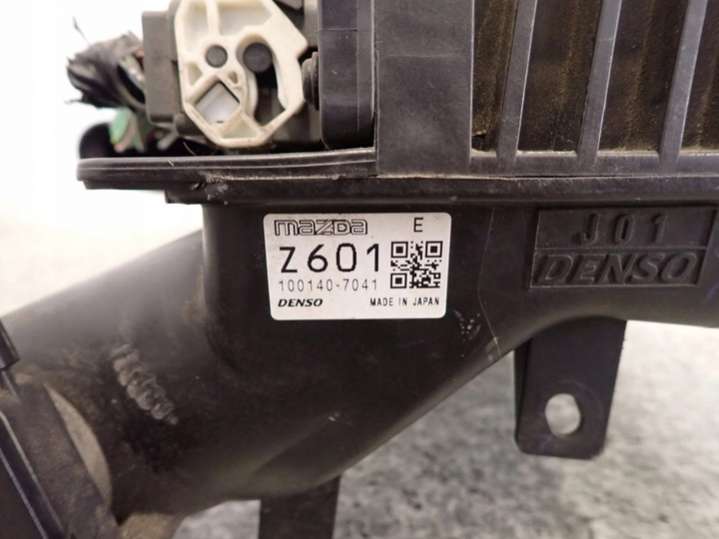 mazda E
Z601
100140-7041
DENSO MADE IN JAPAN
J01
DENSO